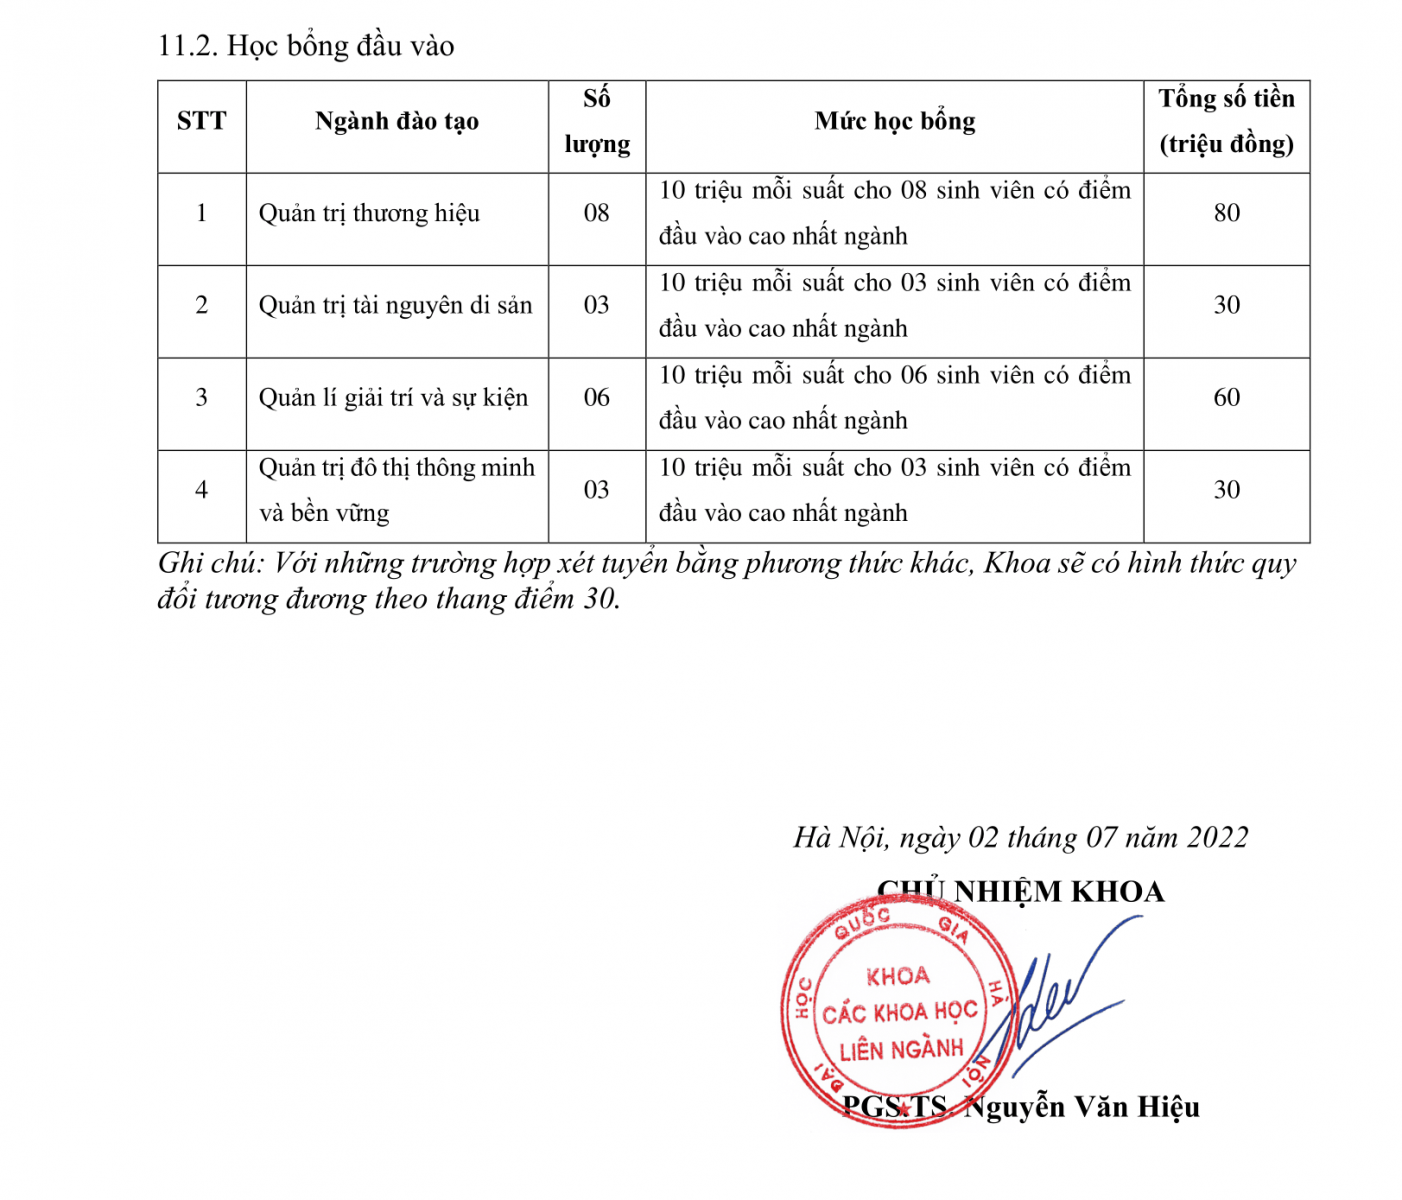 11.2. Học bổng đầu vào
STT
Ngành đào tạo
Số
lượng
Mức học bổng
Tổng số tiền
(triệu đồng)
1
Quản trị thương hiệu
08
10 triệu mỗi suất cho 08 sinh viên có điểm
đầu vào cao nhất ngành
80
2
Quản trị tài nguyên di sản
03
10 triệu mỗi suất cho 03 sinh viên có điểm
đầu vào cao nhất ngành
30
3
Quản lí giải trí và sự kiện
06
10 triệu mỗi suất cho 06 sinh viên có điểm
đầu vào cao nhất ngành
60
4
Quản trị đô thị thông minh
và bền vững
03
10 triệu mỗi suất cho 03 sinh viên có điểm
đầu vào cao nhất ngành
30
Ghi chú: Với những trường hợp xét tuyển bằng phương thức khác, Khoa sẽ có hình thức quy
đổi tương đương theo thang điểm 30.
Hà Nội, ngày 02 tháng 07 năm 2022
CHỦ NHIỆM KHOA
ĐẠI HỌC QUỐC GIA HÀ NỘI
KHOA
CÁC KHOA HỌC
LIÊN NGÀNH
PGS.TS. Nguyễn Văn Hiệu